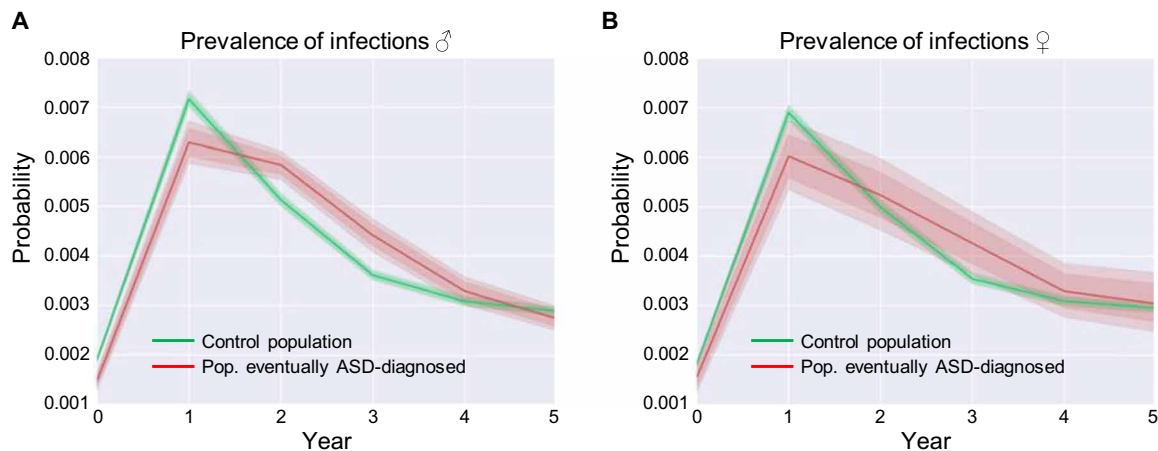 A
Prevalence of infections ♂
0.008
0.007
0.006
0.005
0.004
0.003
0.002
0.001
Probability
Control population
Pop. eventually ASD-diagnosed
0 1 2 3 4 5
Year
B
Prevalence of infections ♀
0.008
0.007
0.006
0.005
0.004
0.003
0.002
0.001
Probability
Control population
Pop. eventually ASD-diagnosed
0 1 2 3 4 5
Year